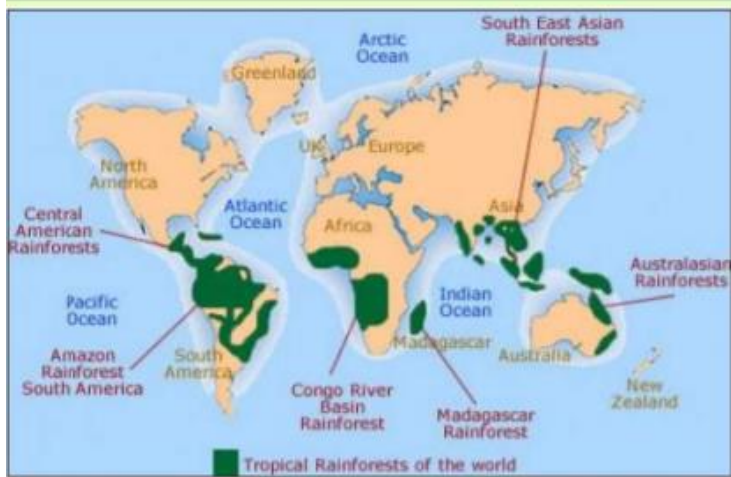 South East Asian
Rainforests
Arctic
Ocean
Greenland
UK
Europe
North
America
Asia
Atlantic
Ocean
Africa
Central
American
Rainforests
Australasian
Rainforests
Pacific
Ocean
Indian
Ocean
Madagascar
Australia
Amazon
Rainforest
South America
South
America
Congo River
Basin
Rainforest
Madagascar
Rainforest
New
Zealand
Tropical Rainforests of the world